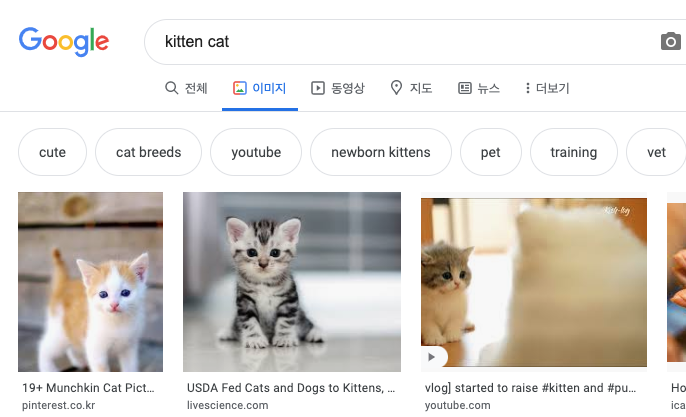 Google
kitten cat
전체
이미지
동영상
지도
뉴스
더보기
cute
cat breeds
youtube
newborn kittens
pet
training
vet
19+ Munchkin Cat Pict...
pinterest.co.kr
USDA Fed Cats and Dogs to Kittens, ...
livescience.com
vlog] started to raise #kitten and #pu...
youtube.com
Ho
ica